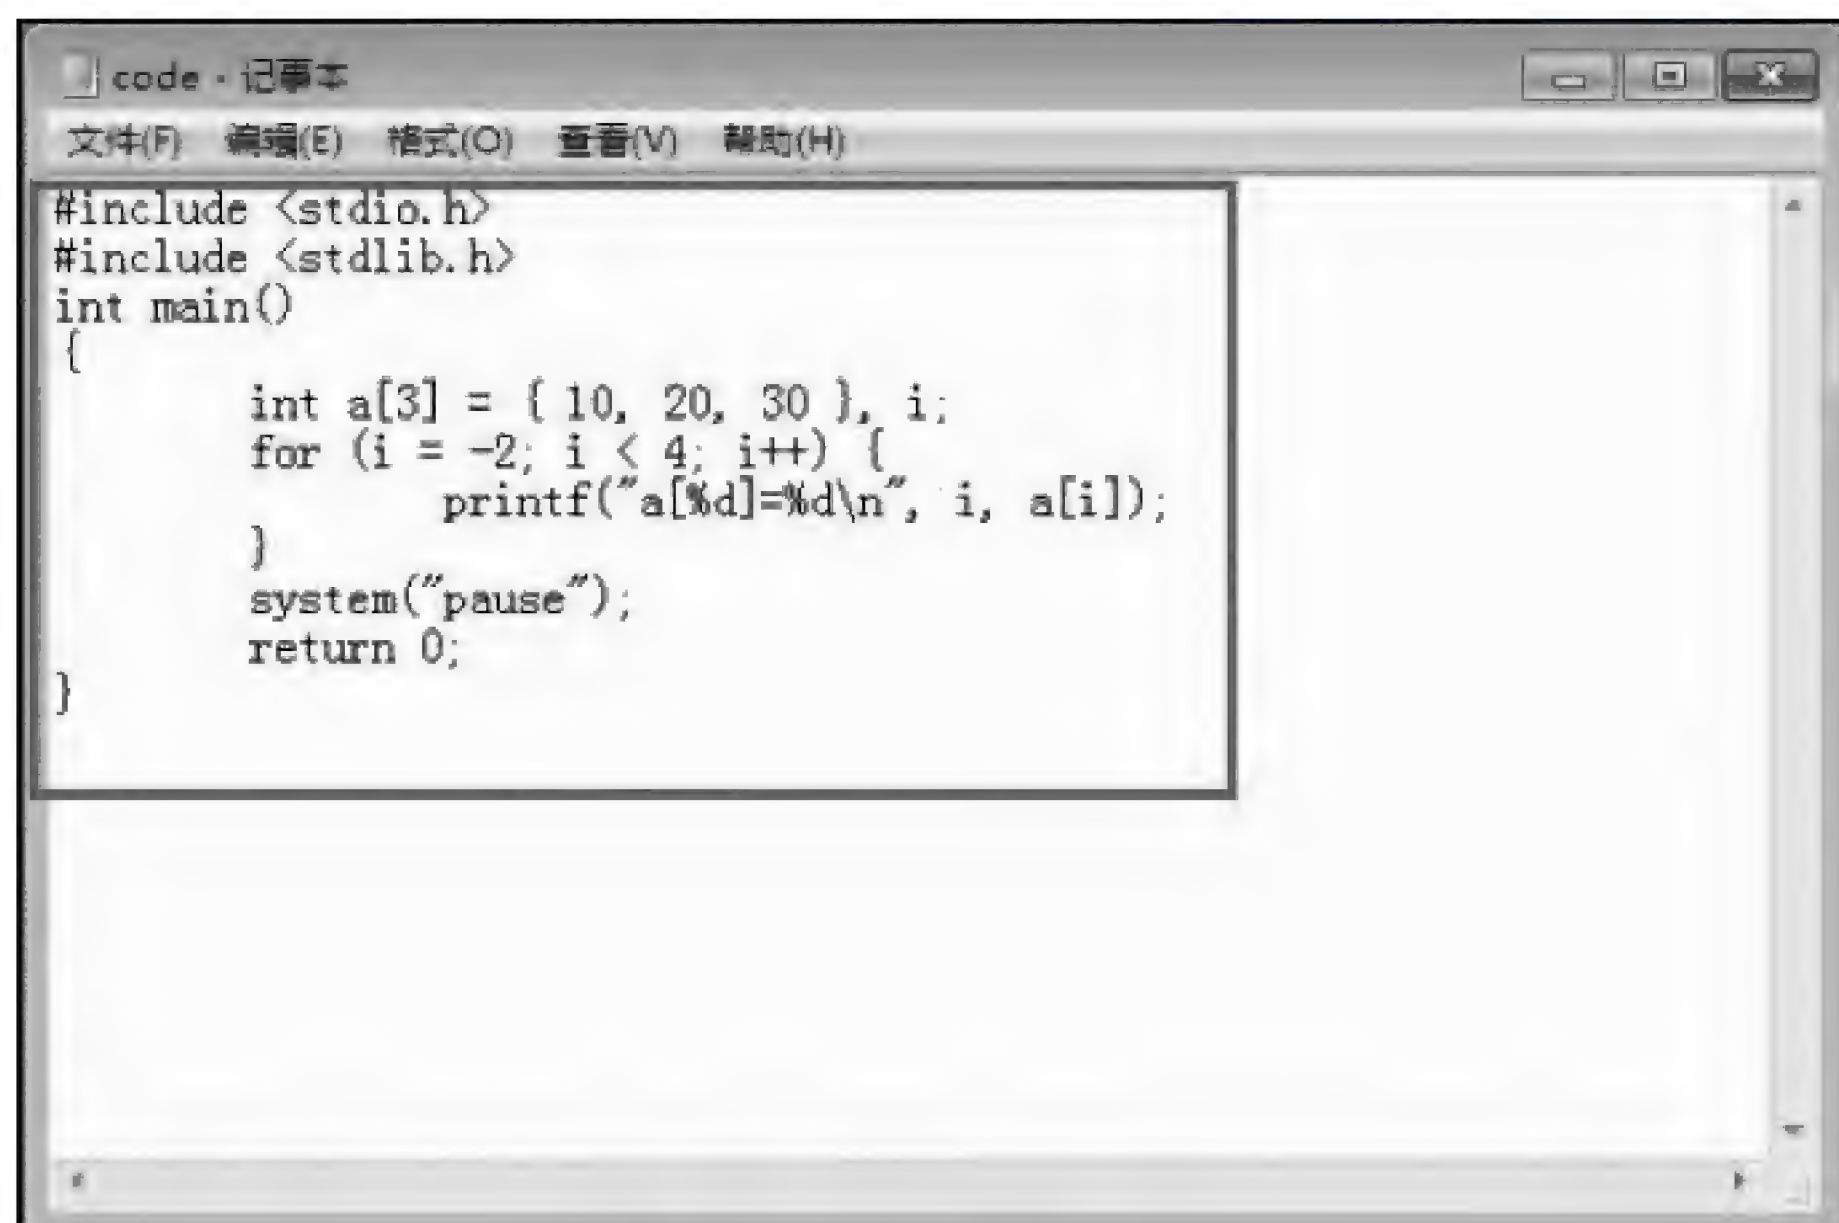 code - 记事本
文件(F) 编辑(E) 格式(O) 查看(V) 帮助(H)
#include <stdio.h>
#include <stdlib.h>
int main()
{
        int a[3] = { 10, 20, 30 }, i;
        for (i = -2; i < 4; i++) {
                printf("a[%d]=%d\n", i, a[i]);
        }
        system("pause");
        return 0;
}